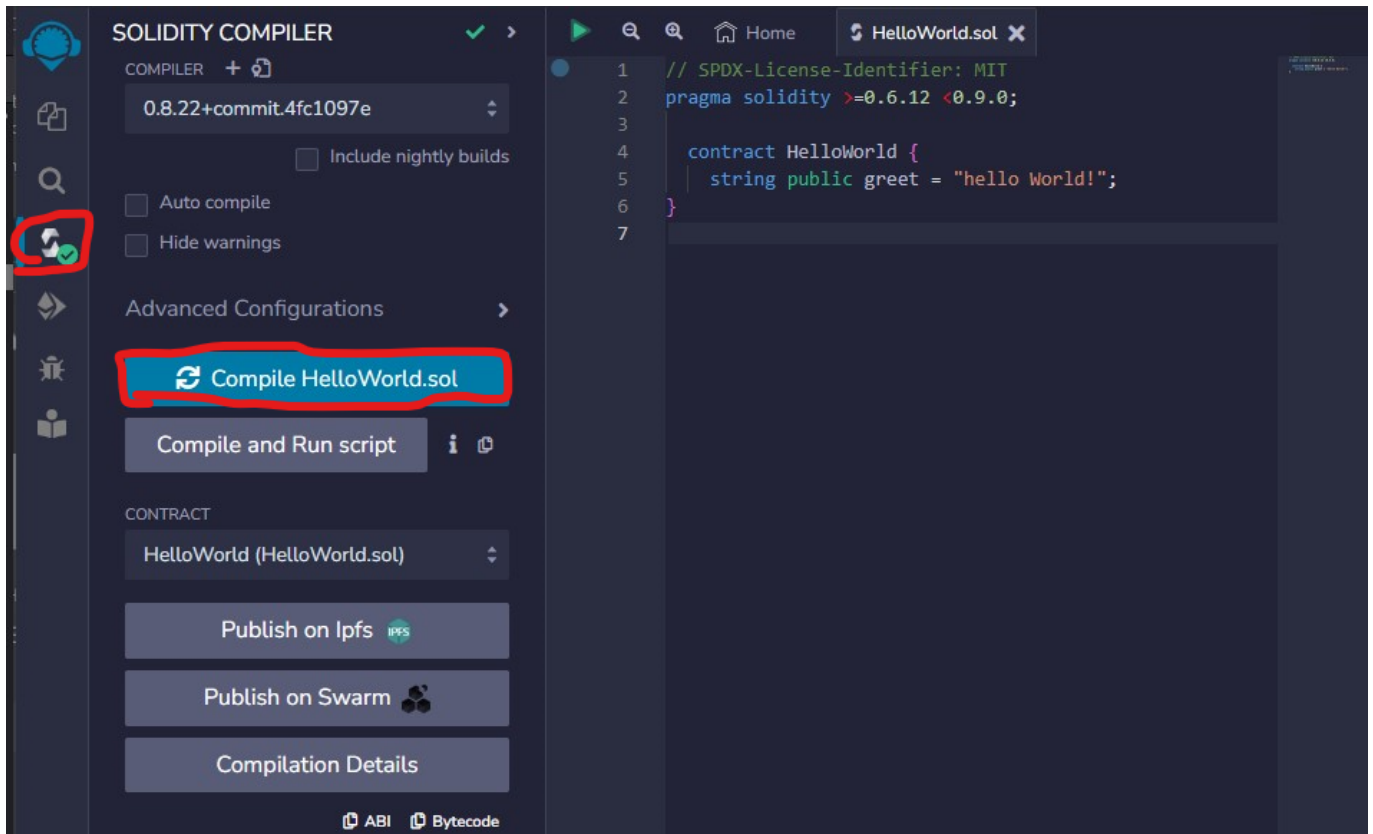 SOLIDITY COMPILER
COMPILER
0.8.22+commit.4fc1097e
Include nightly builds
Auto compile
Hide warnings
Advanced Configurations
Compile HelloWorld.sol
Compile and Run script
i
CONTRACT
HelloWorld (HelloWorld.sol)
Publish on Ipfs IPFS
Publish on Swarm
Compilation Details
ABI Bytecode
Home HelloWorld.sol
1 // SPDX-License-Identifier: MIT
2 pragma solidity >=0.6.12 <0.9.0;
3
4 contract HelloWorld {
5 string public greet = "hello World!";
6 }
7